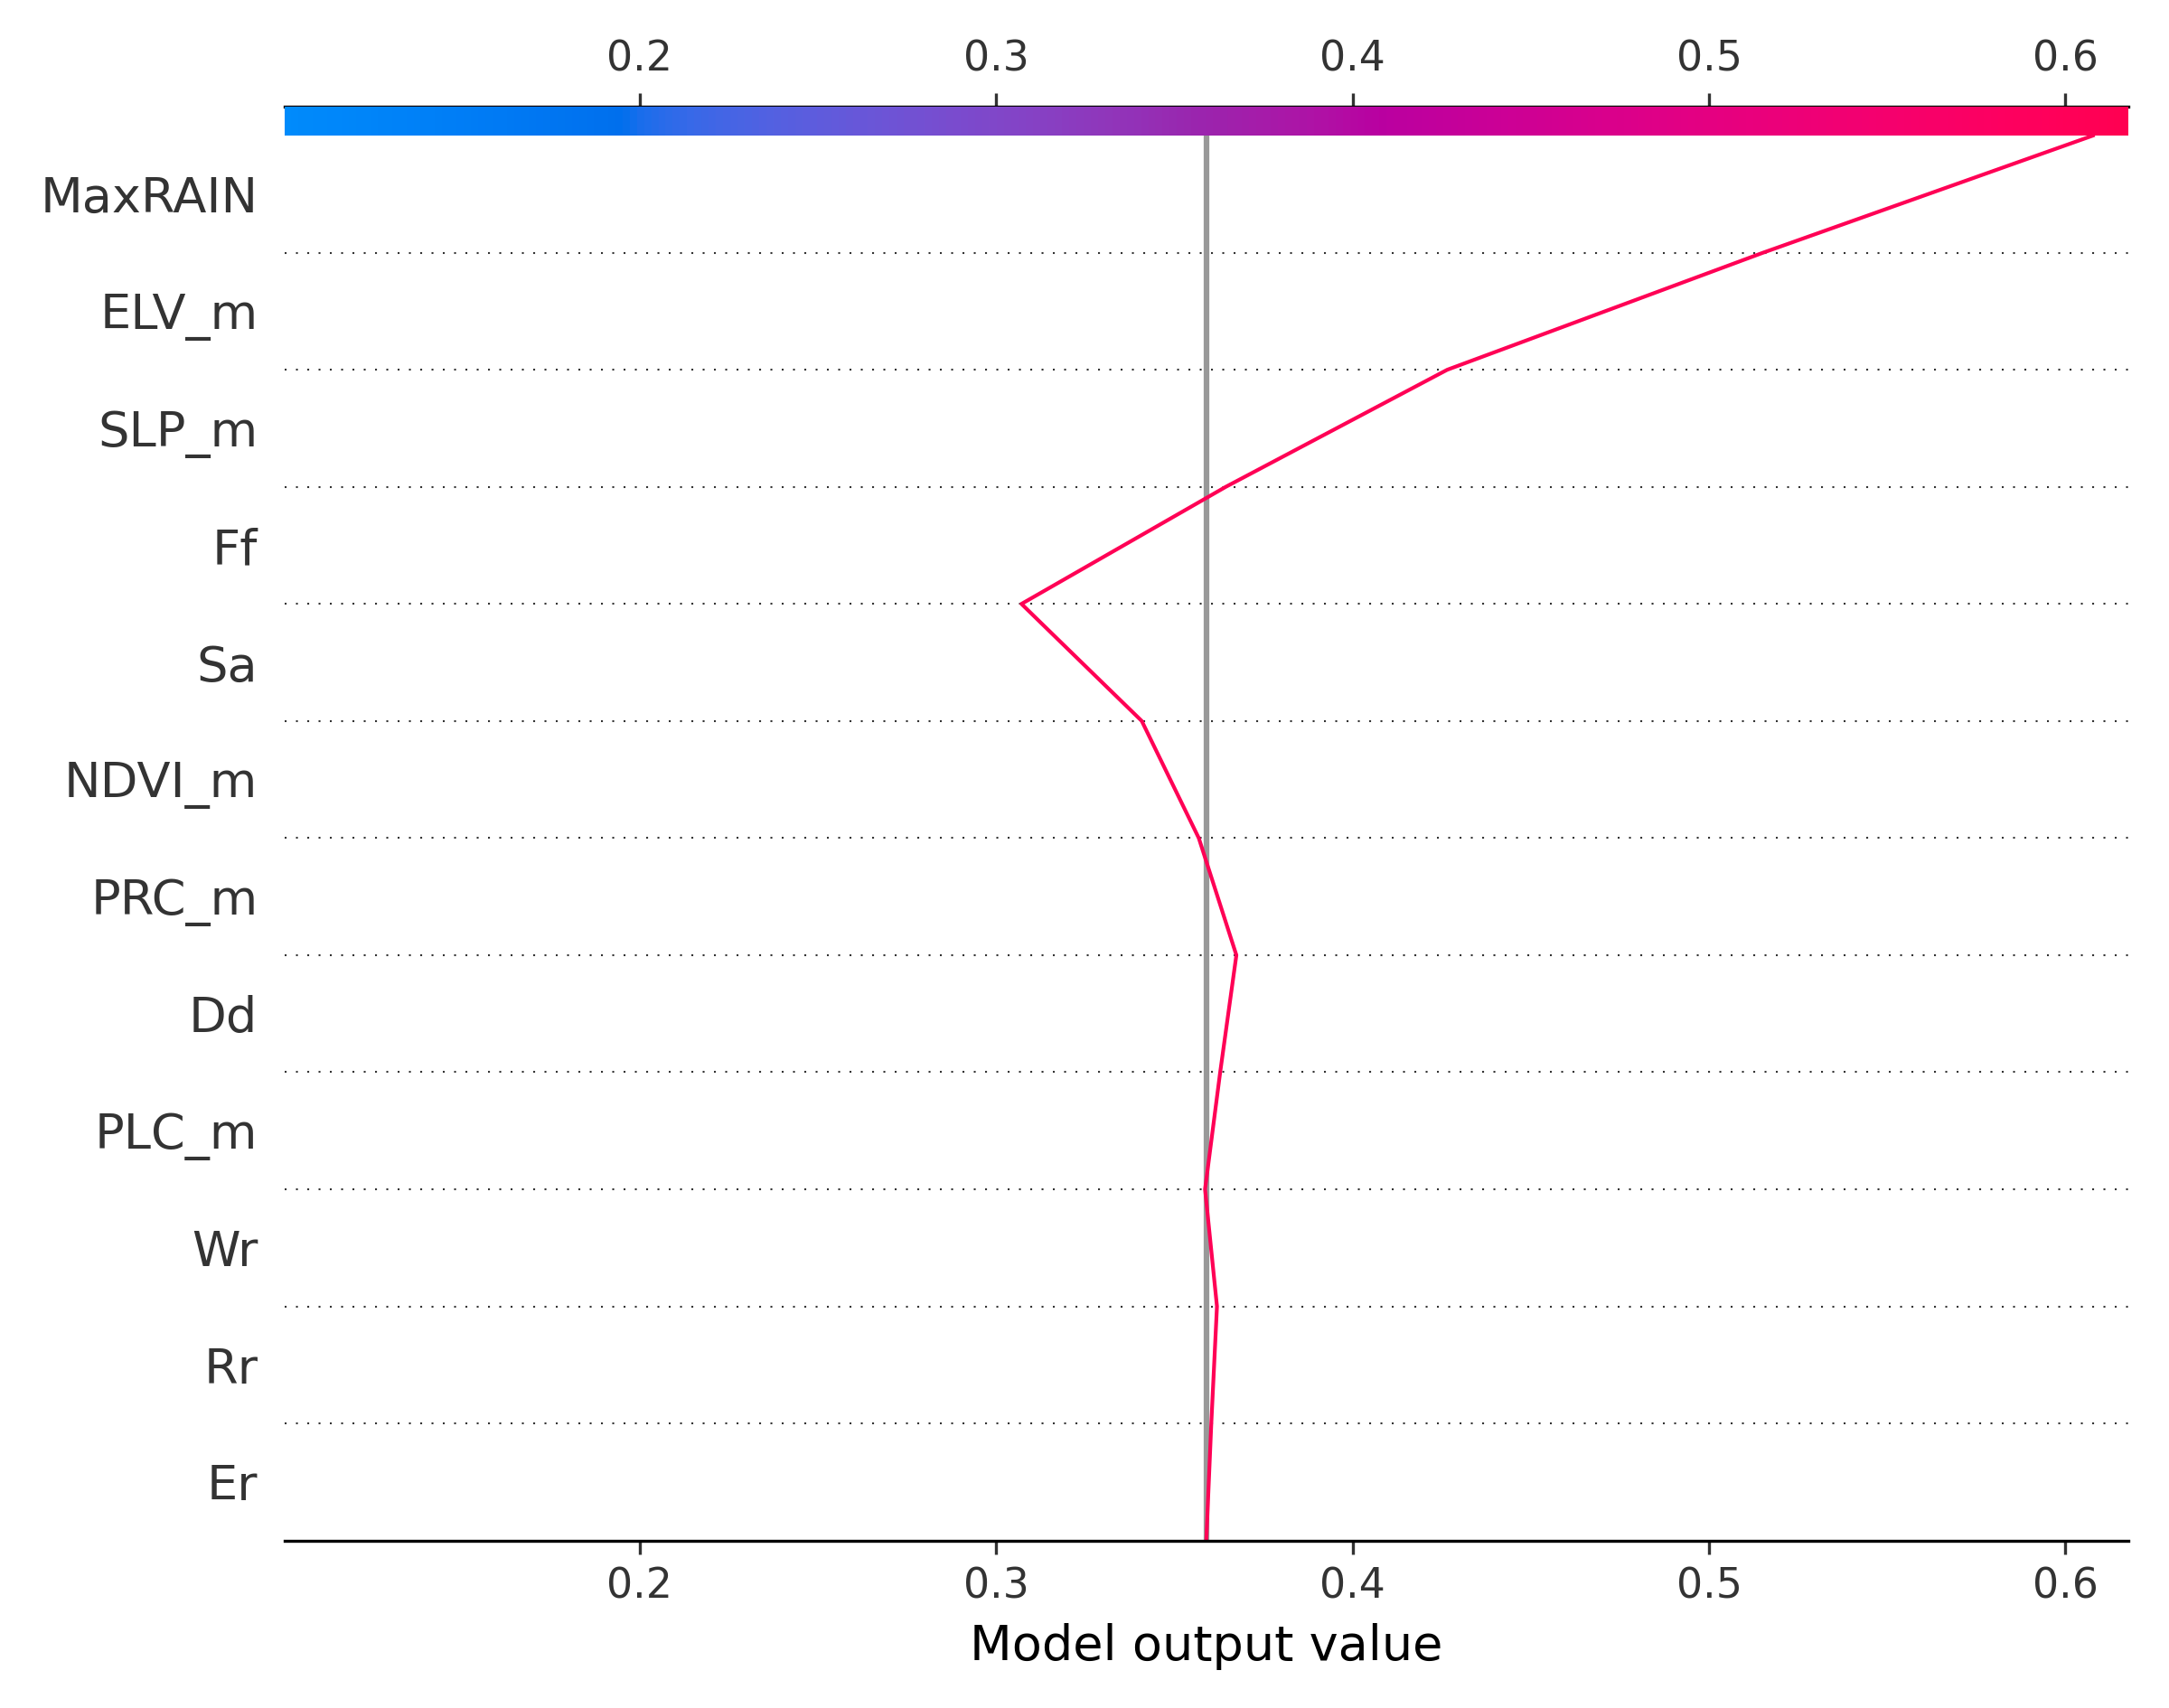 0.2 0.3 0.4 0.5 0.6
MaxRAIN
ELV_m
SLP_m
Ff
Sa
NDVI_m
PRC_m
Dd
PLC_m
Wr
Rr
Er
0.2 0.3 0.4 0.5 0.6
Model output value